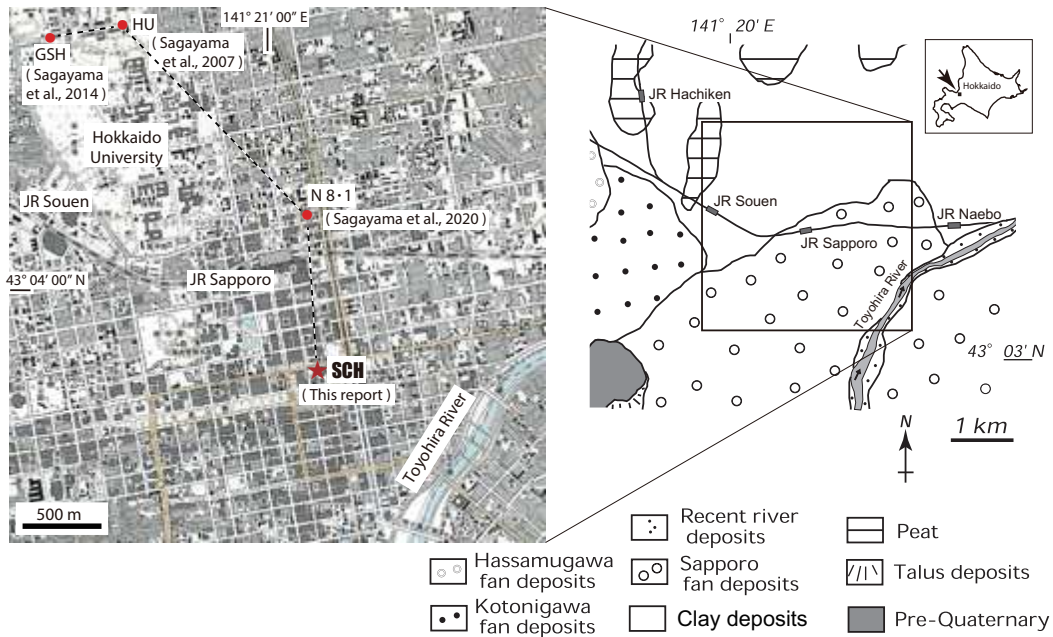 HU
( Sagayama
et al., 2007)
141° 21' 00" E
GSH
( Sagayama
et al., 2014)
Hokkaido
University
JR Souen
N 8・1
( Sagayama et al., 2020 )
43° 04' 00" N
JR Sapporo
SCH
( This report )
Toyohira River
500 m
141° 20' E
JR Hachiken
Hokkaido
JR Souen
JR Naebo
JR Sapporo
Toyohira River
43° 03' N
N
1 km
Recent river
deposits
Peat
Hassamugawa
fan deposits
Sapporo
fan deposits
Talus deposits
Kotonigawa
fan deposits
Clay deposits
Pre-Quaternary